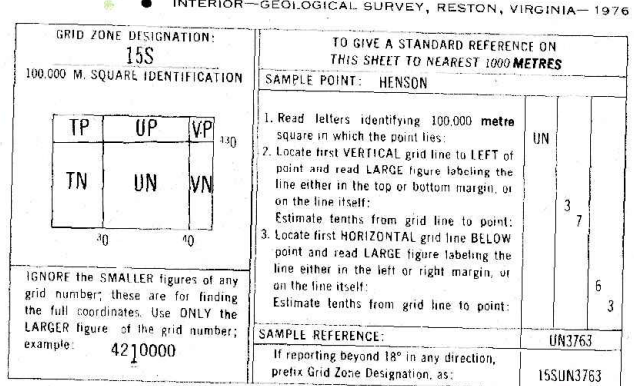 INTERIOR—GEOLOGICAL SURVEY, RESTON, VIRGINIA—1976
GRID ZONE DESIGNATION:
15S
100,000 M. SQUARE IDENTIFICATION
TP UP VP
430
TN UN VN
30 40
IGNORE the SMALLER figures of any
grid number; these are for finding
the full coordinates. Use ONLY the
LARGER figure of the grid number;
example: 4210000
TO GIVE A STANDARD REFERENCE ON
THIS SHEET TO NEAREST 1000 METRES
SAMPLE POINT: HENSON
1. Read letters identifying 100,000 metre
square in which the point lies: UN
2. Locate first VERTICAL grid line to LEFT of
point and read LARGE figure labeling the
line either in the top or bottom margin, or
on the line itself: 3
Estimate tenths from grid line to point: 7
3. Locate first HORIZONTAL grid line BELOW
point and read LARGE figure labeling the
line either in the left or right margin, or
on the line itself: 6
Estimate tenths from grid line to point: 3
SAMPLE REFERENCE: UN3763
If reporting beyond 18° in any direction,
prefix Grid Zone Designation, as: 15SUN3763